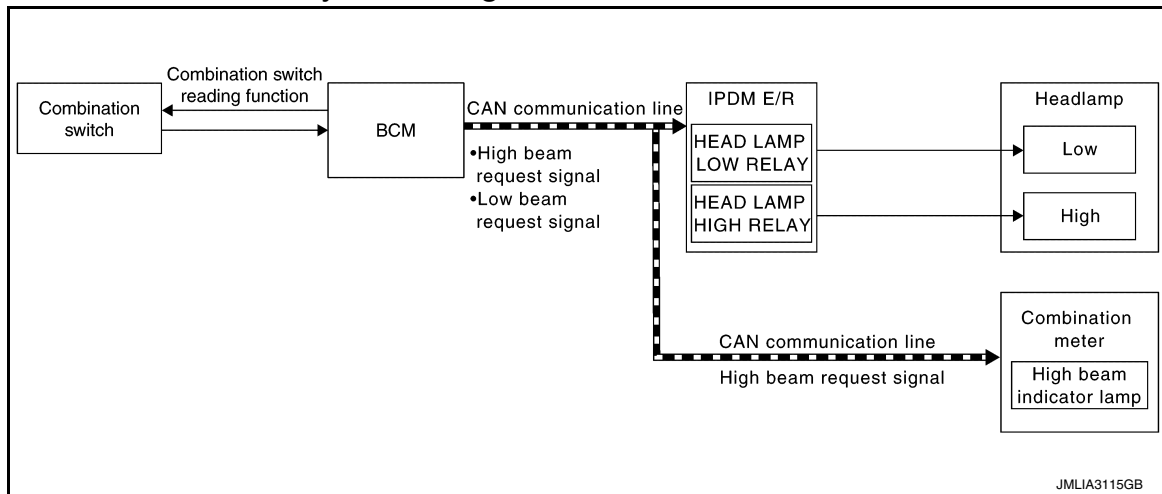 Combination
switch
Combination switch
reading function
BCM
CAN communication line
•High beam
request signal
•Low beam
request signal
IPDM E/R
HEAD LAMP
LOW RELAY
HEAD LAMP
HIGH RELAY
Headlamp
Low
High
CAN communication line
High beam request signal
Combination
meter
High beam
indicator lamp
JMLIA3115GB